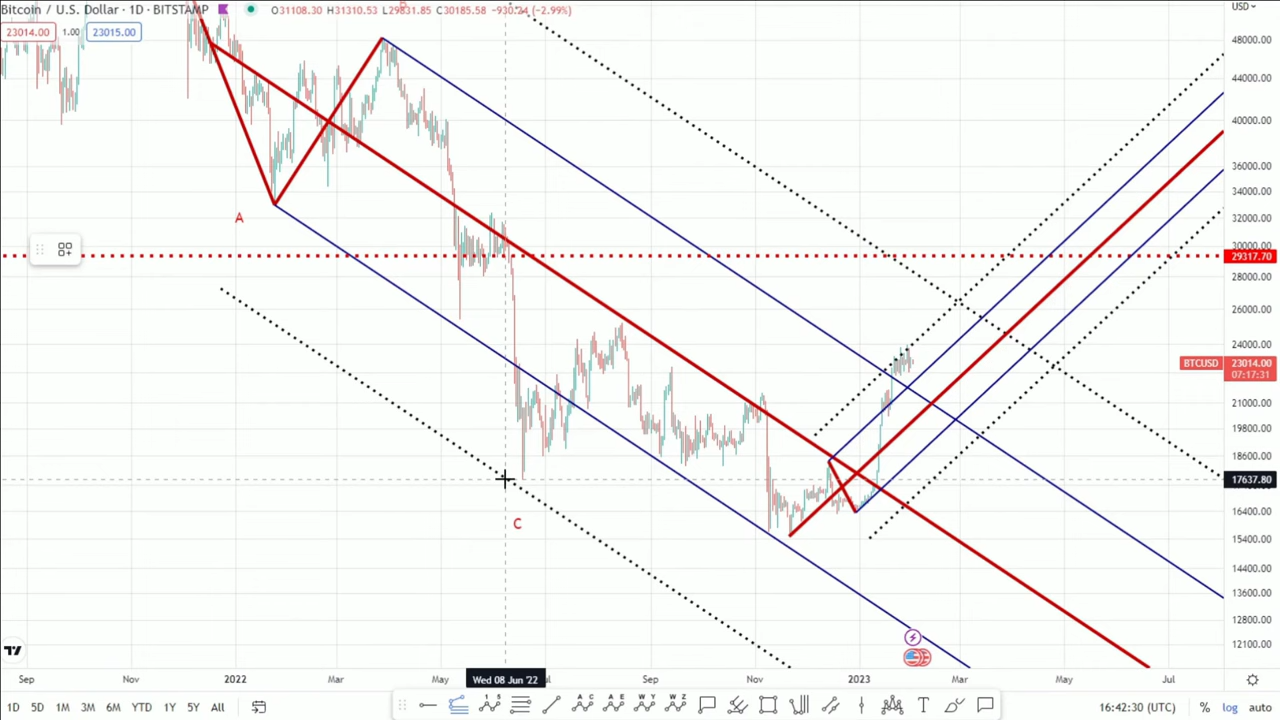 Bitcoin / U.S. Dollar · 1D · BITSTAMP O31108.30 H31310.53 L29831.85 C30185.58 -930.24 (-2.99%)
23014.00 1.00 23015.00
USD
48000.00
44000.00
40000.00
36000.00
34000.00
32000.00
30000.00
29317.70
28000.00
26000.00
24000.00
BTCUSD 23014.00
07:17:31
21000.00
19800.00
18600.00
17637.80
16400.00
15400.00
14400.00
13600.00
12800.00
12100.00
A
C
Sep Nov 2022 Mar May Wed 08 Jun '22 Jul Sep Nov 2023 Mar May Jul
1D 5D 1M 3M 6M YTD 1Y 5Y All
16:42:30 (UTC) % log auto